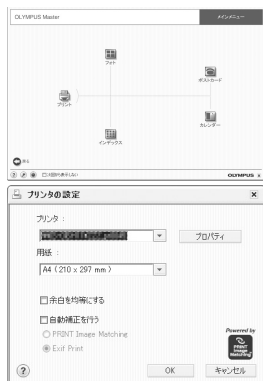 OLYMPUS Master
メインメニュー
フォト
ポストカード
プリント
カレンダー
インデックス
戻る
OLYMPUS
プリンタの設定
プリンタ :
プロパティ
用紙 :
A4 ( 210 x 297 mm )
余白を均等にする
自動補正を行う
PRINT Image Matching
Exif Print
Powered by
PRINT
Image
Matching
?
OK
キャンセル